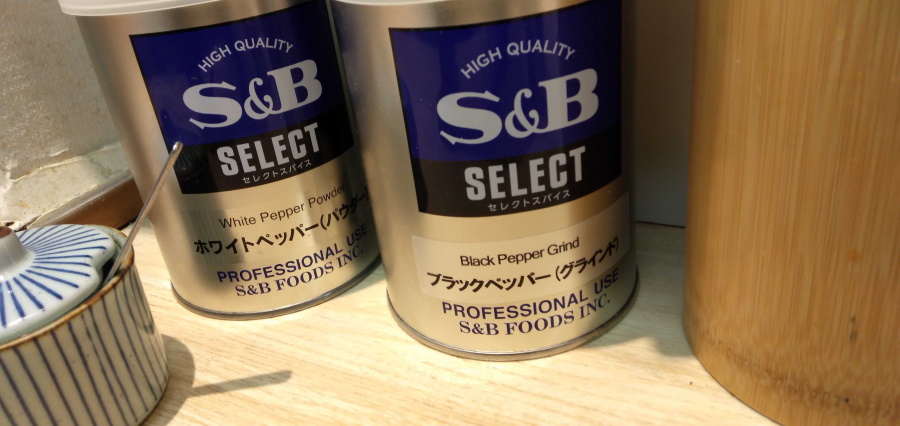 HIGH QUALITY
S&B
SELECT
セレクトスパイス
White Pepper Powder
ホワイトペッパー(パウダー
PROFESSIONAL USE
S&B FOODS INC.
HIGH QUALITY
S&B
SELECT
セレクトスパイス
Black Pepper Grind
ブラックペッパー(グラインド)
PROFESSIONAL USE
S&B FOODS INC.